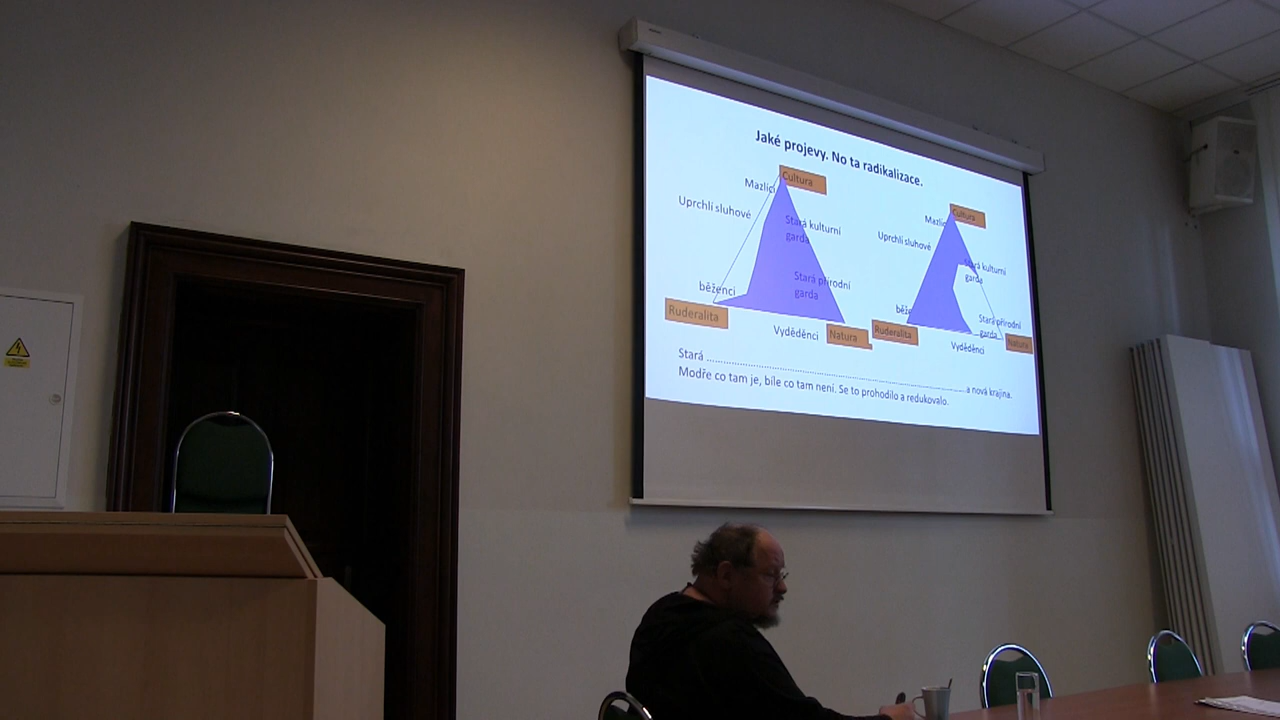 Jaké projevy. No ta radikalizace.
Cultura
Mazlíci
Uprchlí sluhové
Stará kulturní
garda
Stará přírodní
garda
běženci
Ruderalita
Vyděděnci
Natura
Cultura
Mazlíci
Uprchlí sluhové
Stará kulturní
garda
Stará přírodní
garda
Ruderalita
Vyděděnci
Natura
Stará ........................................................................................ a nová krajina.
Modře co tam je, bíle co tam není. Se to prohodilo a redukovalo.